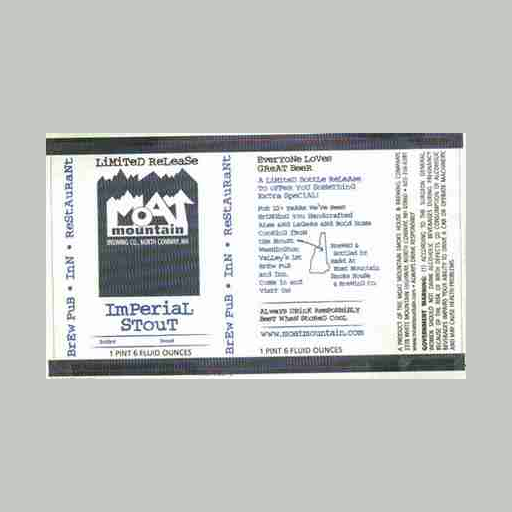 BrEW PuB • InN • ReStAuRaNt
LiMiTeD ReLeaSe
MOAT
mountain
BREWING CO., NORTH CONWAY, NH
ImPeriaL
STouT
1 PINT 6 FLUID OUNCES
BrEW PuB • InN • ReStAuRaNt
EveryoNe LoVes
GReAT BeeR
A LiMiTeD Bottle ReLeAse
To oFFer YoU SomeThinG
ExTra SpeCiAL!
For 10+ years We've Been
BrinGinG you Handcrafted
Ales and Lagers and Bold Home
CookinG from
the Mount
Washington
Valley's 1st
BrEw PuB
and Inn.
Come in and
Visit Us!
Brewed &
Bottled by
Moat Mountain
Smoke House
& Brewing Co.
ALways DRinK ResponsibLy
BeST WheN SToReD CooL
www.moatmountain.com
1 PINT 6 FLUID OUNCES
A PRODUCT OF THE MOAT MOUNTAIN SMOKE HOUSE & BREWING COMPANY,
3378 WHITE MOUNTAIN HIGHWAY, NORTH CONWAY, NH 03860 • 603-356-6381
www.moatmountain.com • ALWAYS DRINK RESPONSIBLY
GOVERNMENT WARNING: (1) ACCORDING TO THE SURGEON GENERAL,
WOMEN SHOULD NOT DRINK ALCOHOLIC BEVERAGES DURING PREGNANCY
BECAUSE OF THE RISK OF BIRTH DEFECTS. (2) CONSUMPTION OF ALCOHOLIC
BEVERAGES IMPAIRS YOUR ABILITY TO DRIVE A CAR OR OPERATE MACHINERY,
AND MAY CAUSE HEALTH PROBLEMS